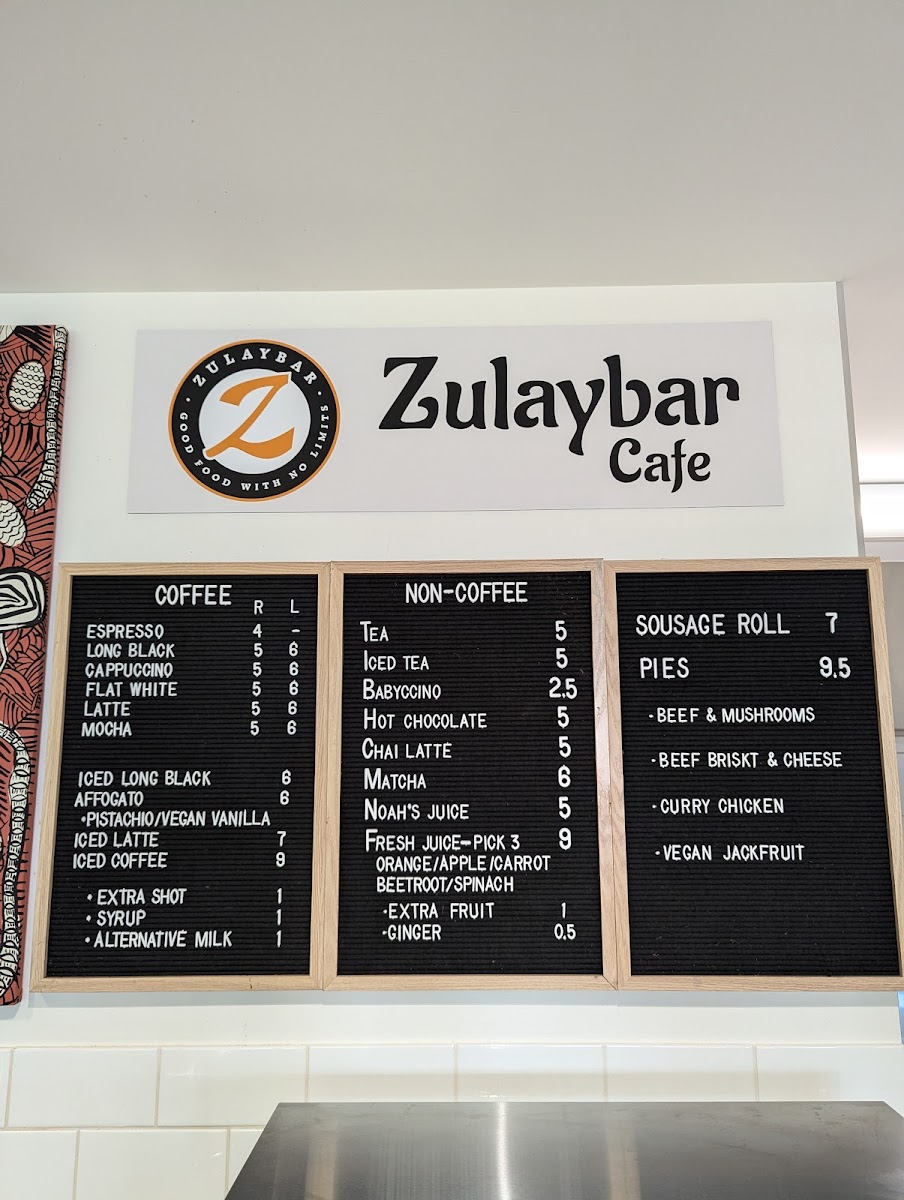 ZULAYBAR
GOOD FOOD WITH NO LIMITS
Z
Zulaybar
Cafe
COFFEE
R L
ESPRESSO 4 -
LONG BLACK 5 6
CAPPUCCINO 5 6
FLAT WHITE 5 6
LATTE 5 6
MOCHA 5 6
ICED LONG BLACK 6
AFFOGATO 6
•PISTACHIO/VEGAN VANILLA
ICED LATTE 7
ICED COFFEE 9
• EXTRA SHOT 1
• SYRUP 1
• ALTERNATIVE MILK 1
NON-COFFEE
TEA 5
ICED TEA 5
BABYCCINO 2.5
HOT CHOCOLATE 5
CHAI LATTE 5
MATCHA 6
NOAH'S JUICE 5
FRESH JUICE-PICK 3 9
ORANGE/APPLE/CARROT
BEETROOT/SPINACH
•EXTRA FRUIT 1
•GINGER 0.5
SAUSAGE ROLL 7
PIES 9.5
•BEEF & MUSHROOMS
•BEEF BRISKT & CHEESE
•CURRY CHICKEN
•VEGAN JACKFRUIT